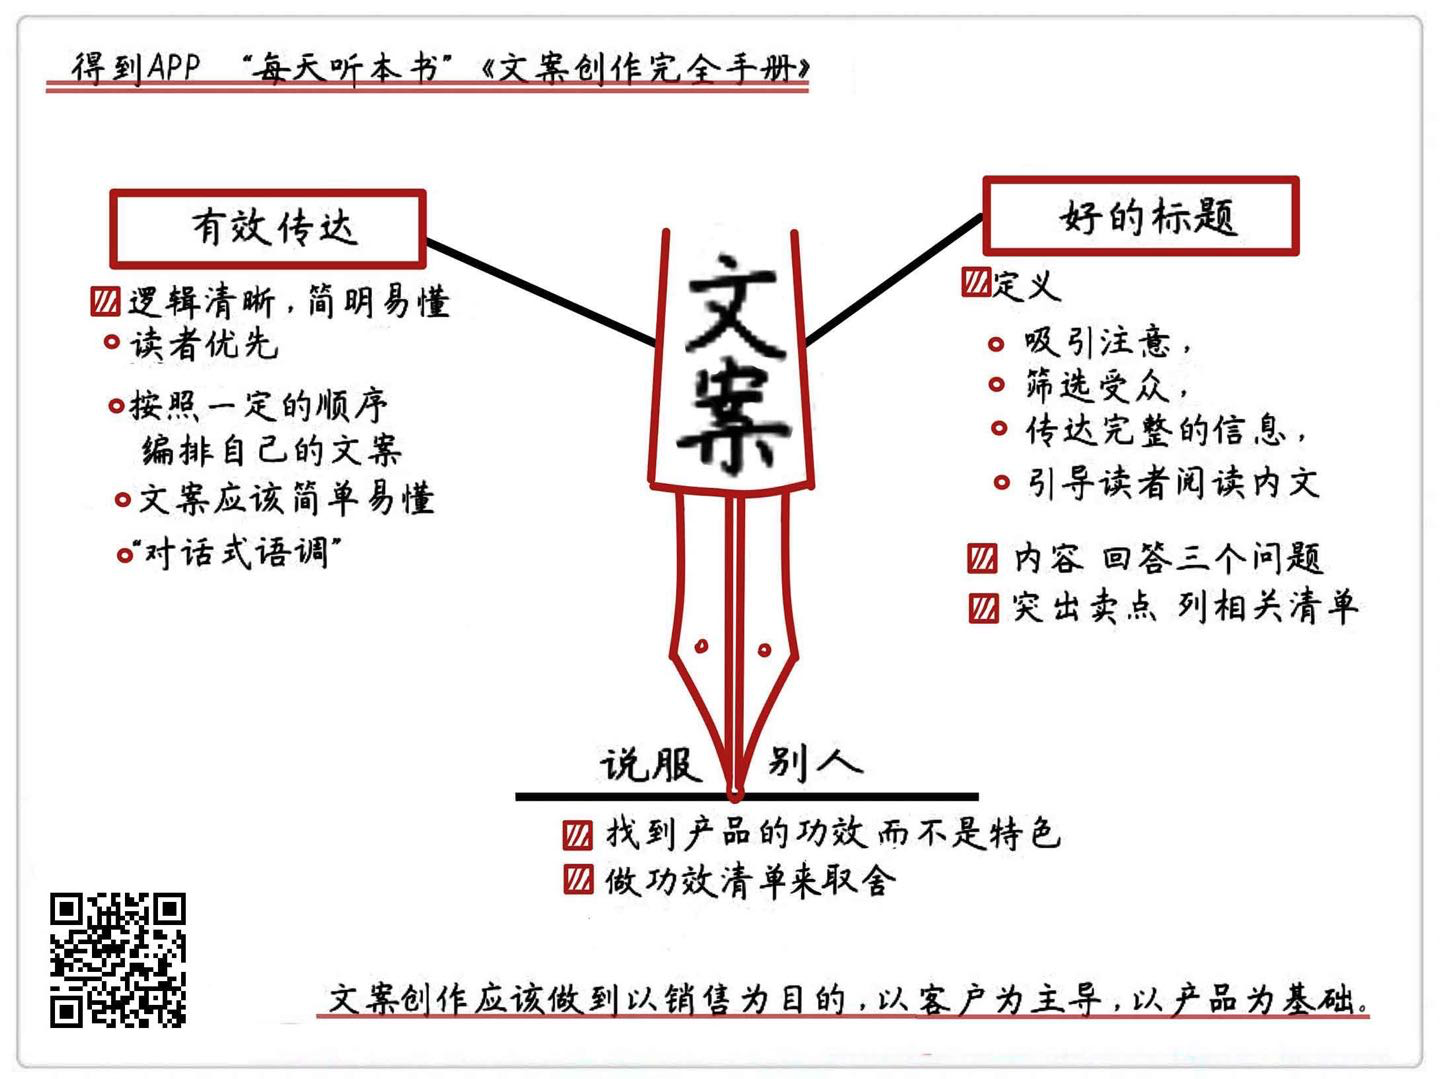 得到APP “每天听本书”《文案创作完全手册》
有效传达
逻辑清晰,简明易懂
读者优先
按照一定的顺序
编排自己的文案
文案应该简单易懂
“对话式语调”
文案
好的标题
定义
吸引注意,
筛选受众,
传达完整的信息,
引导读者阅读内文
内容 回答三个问题
突出卖点 列相关清单
说服 别人
找到产品的功效而不是特色
做功效清单来取舍
文案创作应该做到以销售为目的,以客户为主导,以产品为基础。